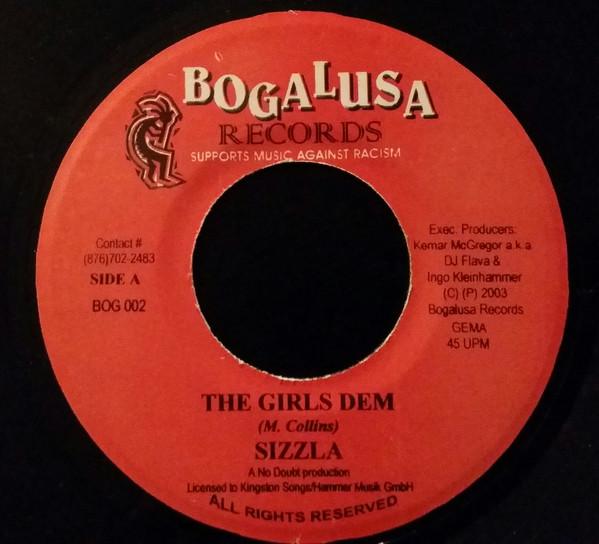 BOGALUSA
RECORDS
SUPPORTS MUSIC AGAINST RACISM
Contact #
(876)702-2483
SIDE A
BOG 002
Exec. Producers:
Kemar McGregor a.k.a
DJ Flava &
Ingo Kleinhammer
(C) (P) 2003
Bogalusa Records
GEMA
45 UPM
THE GIRLS DEM
(M. Collins)
SIZZLA
A No Doubt production
Licensed to Kingston Songs/Hammer Musik GmbH
ALL RIGHTS RESERVED